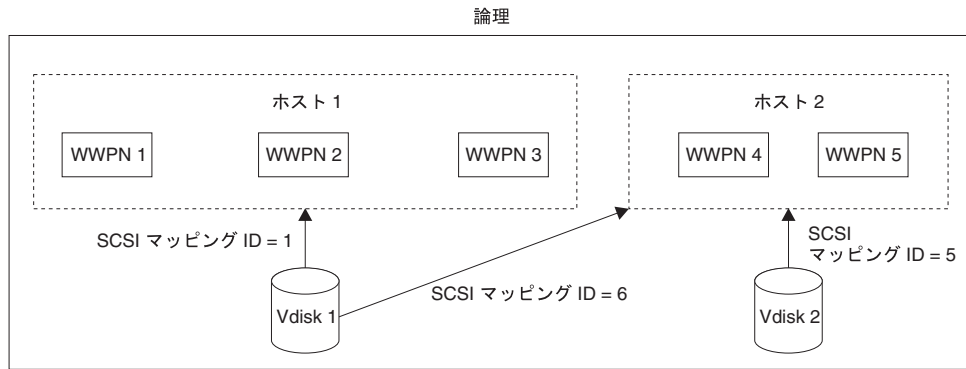 論理
ホスト 1
ホスト 2
WWPN 1
WWPN 2
WWPN 3
WWPN 4
WWPN 5
SCSI マッピング ID = 1
SCSI マッピング ID = 6
SCSI
マッピング ID = 5
Vdisk 1
Vdisk 2